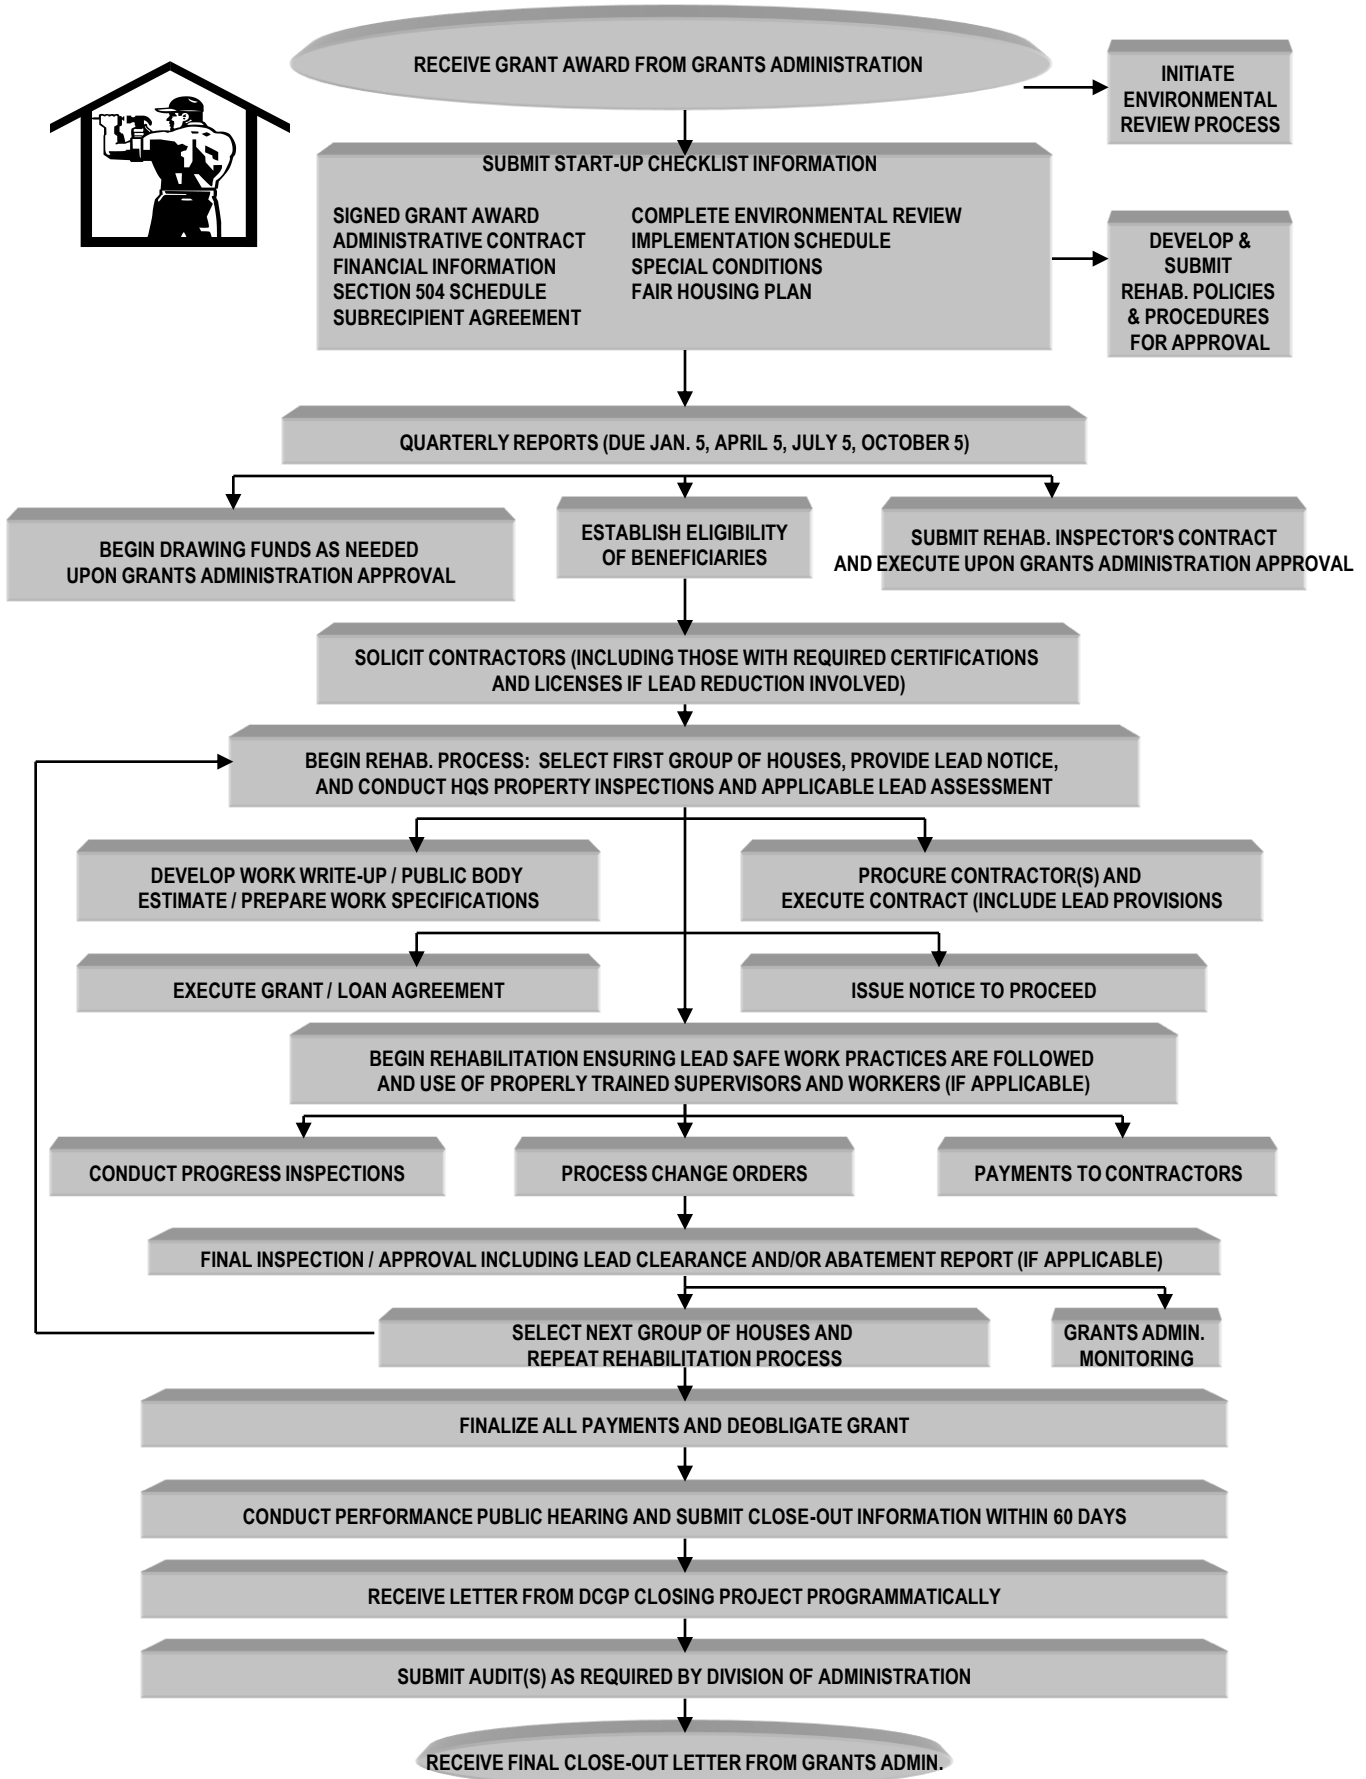 RECEIVE GRANT AWARD FROM GRANTS ADMINISTRATION
INITIATE
ENVIRONMENTAL
REVIEW PROCESS
SUBMIT START-UP CHECKLIST INFORMATION
SIGNED GRANT AWARD
ADMINISTRATIVE CONTRACT
FINANCIAL INFORMATION
SECTION 504 SCHEDULE
SUBRECIPIENT AGREEMENT
COMPLETE ENVIRONMENTAL REVIEW
IMPLEMENTATION SCHEDULE
SPECIAL CONDITIONS
FAIR HOUSING PLAN
DEVELOP &
SUBMIT
REHAB. POLICIES
& PROCEDURES
FOR APPROVAL
QUARTERLY REPORTS (DUE JAN. 5, APRIL 5, JULY 5, OCTOBER 5)
BEGIN DRAWING FUNDS AS NEEDED
UPON GRANTS ADMINISTRATION APPROVAL
ESTABLISH ELIGIBILITY
OF BENEFICIARIES
SUBMIT REHAB. INSPECTOR'S CONTRACT
AND EXECUTE UPON GRANTS ADMINISTRATION APPROVAL
SOLICIT CONTRACTORS (INCLUDING THOSE WITH REQUIRED CERTIFICATIONS
AND LICENSES IF LEAD REDUCTION INVOLVED)
BEGIN REHAB. PROCESS: SELECT FIRST GROUP OF HOUSES, PROVIDE LEAD NOTICE,
AND CONDUCT HQS PROPERTY INSPECTIONS AND APPLICABLE LEAD ASSESSMENT
DEVELOP WORK WRITE-UP / PUBLIC BODY
ESTIMATE / PREPARE WORK SPECIFICATIONS
PROCURE CONTRACTOR(S) AND
EXECUTE CONTRACT (INCLUDE LEAD PROVISIONS
EXECUTE GRANT / LOAN AGREEMENT
ISSUE NOTICE TO PROCEED
BEGIN REHABILITATION ENSURING LEAD SAFE WORK PRACTICES ARE FOLLOWED
AND USE OF PROPERLY TRAINED SUPERVISORS AND WORKERS (IF APPLICABLE)
CONDUCT PROGRESS INSPECTIONS
PROCESS CHANGE ORDERS
PAYMENTS TO CONTRACTORS
FINAL INSPECTION / APPROVAL INCLUDING LEAD CLEARANCE AND/OR ABATEMENT REPORT (IF APPLICABLE)
SELECT NEXT GROUP OF HOUSES AND
REPEAT REHABILITATION PROCESS
GRANTS ADMIN.
MONITORING
FINALIZE ALL PAYMENTS AND DEOBLIGATE GRANT
CONDUCT PERFORMANCE PUBLIC HEARING AND SUBMIT CLOSE-OUT INFORMATION WITHIN 60 DAYS
RECEIVE LETTER FROM DCGP CLOSING PROJECT PROGRAMMATICALLY
SUBMIT AUDIT(S) AS REQUIRED BY DIVISION OF ADMINISTRATION
RECEIVE FINAL CLOSE-OUT LETTER FROM GRANTS ADMIN.